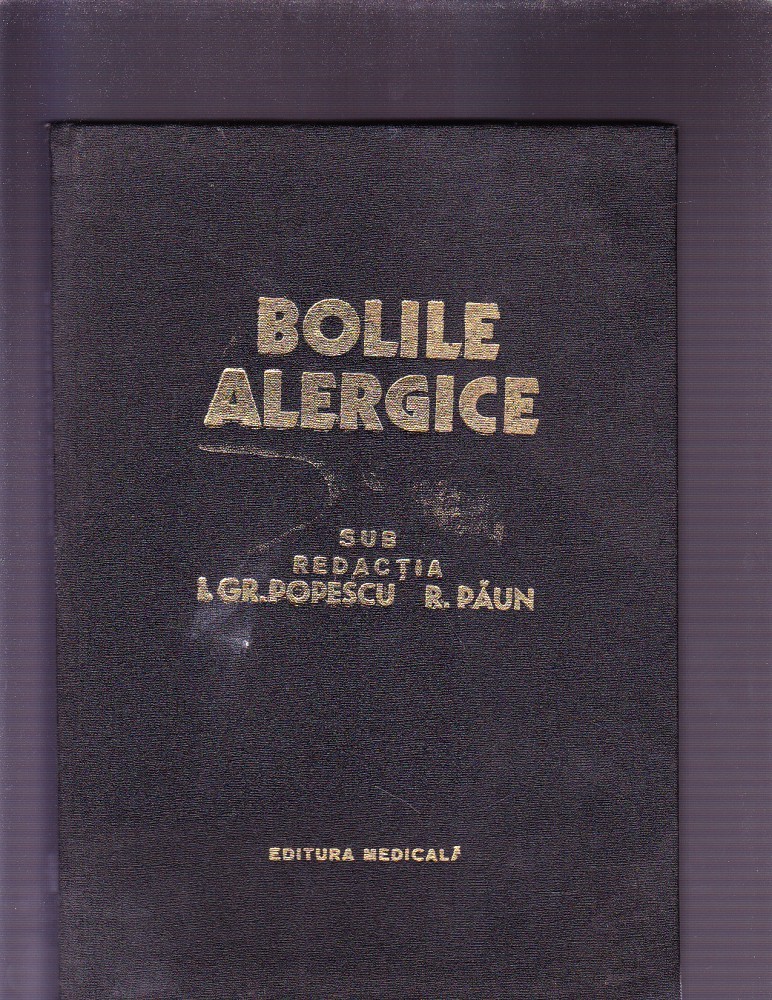 BOLILE
ALERGICE
SUB
REDACȚIA
I. GR. POPESCU R. PĂUN
EDITURA MEDICALĂ